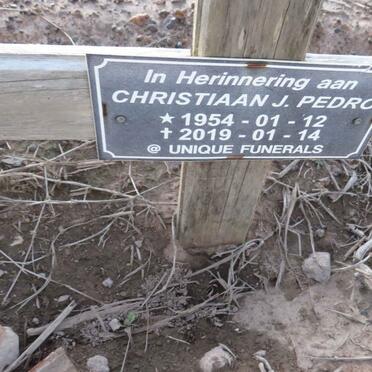 In Herinnering aan
CHRISTIAAN J. PEDRO
★ 1954 - 01 - 12
✝ 2019 - 01 - 14
@ UNIQUE FUNERALS